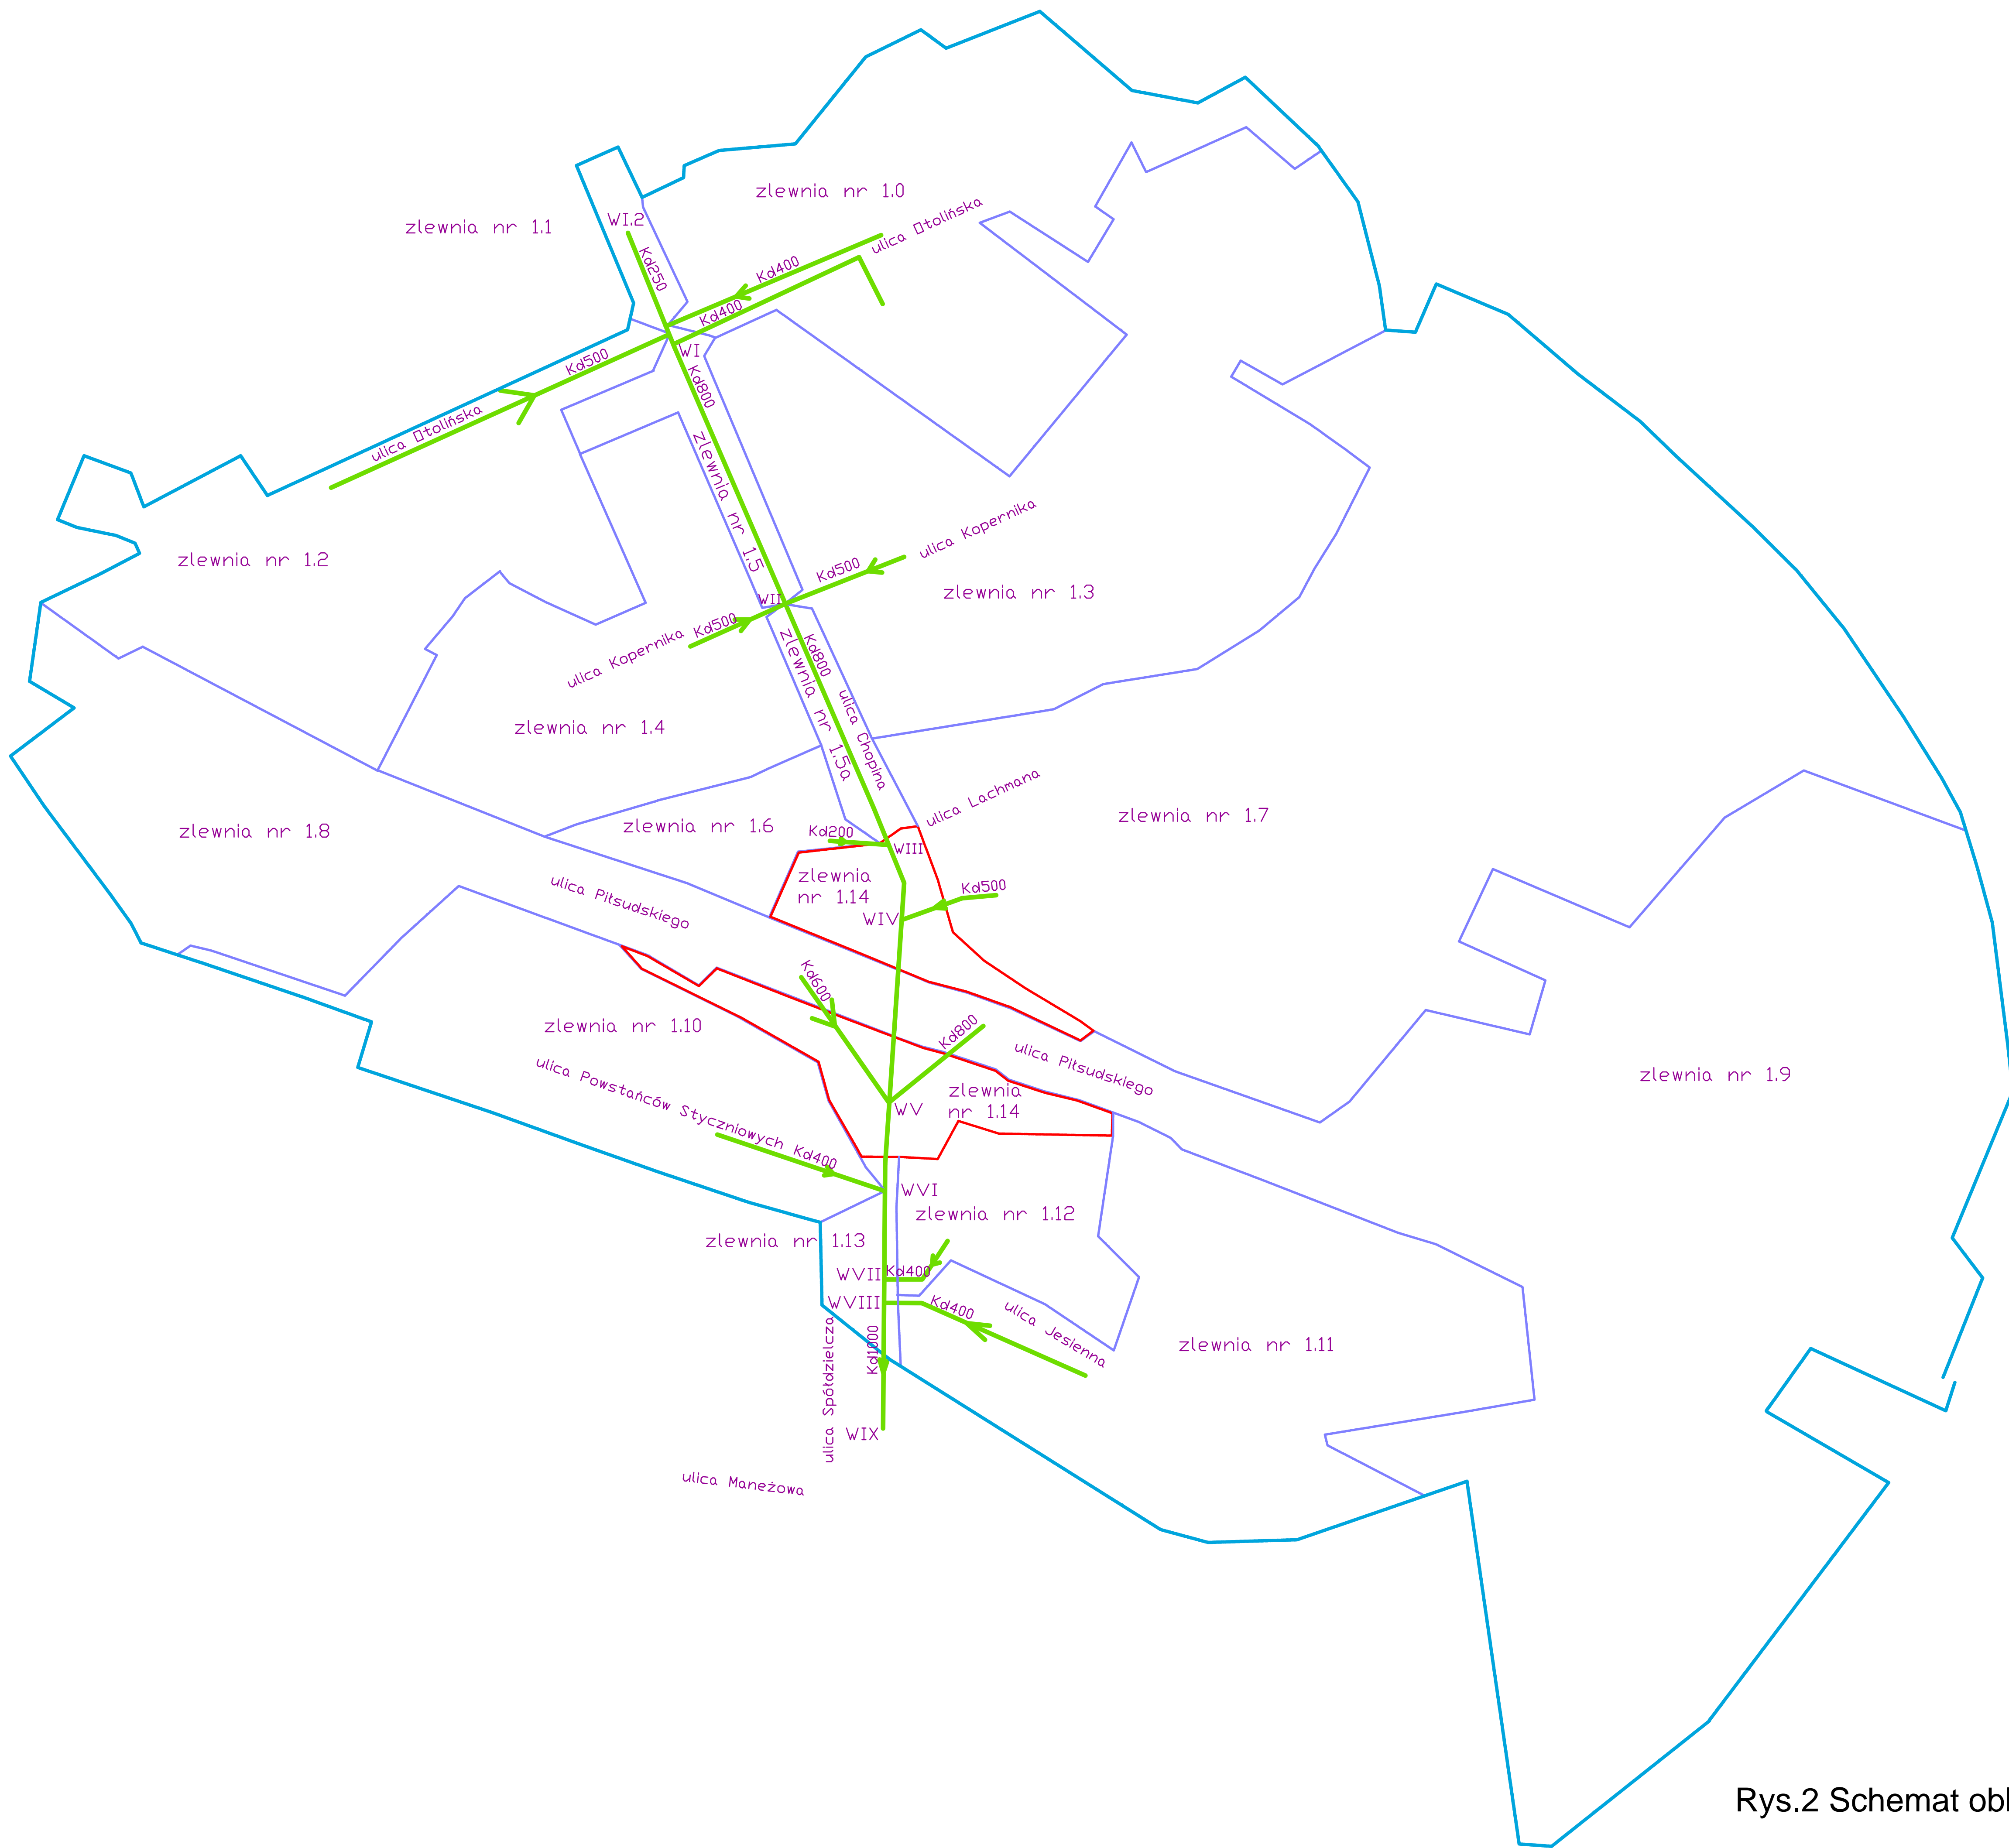 zlewnia nr 1.0
zlewnia nr 1.1
WI.2
ulica Otolińska
Kd250
Kd400
Kd400
WI
Kd500
Kd800
ulica Otolińska
zlewnia nr 1.5
ulica Kopernika
zlewnia nr 1.2
Kd500
zlewnia nr 1.3
WII
Kd500
ulica Kopernika
Kd800
zlewnia nr 1.5a
ulica Chopina
zlewnia nr 1.4
ulica Lachmana
zlewnia nr 1.7
zlewnia nr 1.8
zlewnia nr 1.6
Kd200
WIII
zlewnia
nr 1.14
Kd500
ulica Piłsudskiego
WIV
Kd600
zlewnia nr 1.10
Kd800
ulica Piłsudskiego
zlewnia nr 1.9
ulica Powstańców Styczniowych Kd400
zlewnia
nr 1.14
WV
WVI
zlewnia nr 1.12
zlewnia nr 1.13
WVII
Kd400
WVIII
Kd400
ulica Jesienna
zlewnia nr 1.11
Kd1000
ulica Spółdzielcza
WIX
ulica Maneżowa
Rys.2 Schemat obl